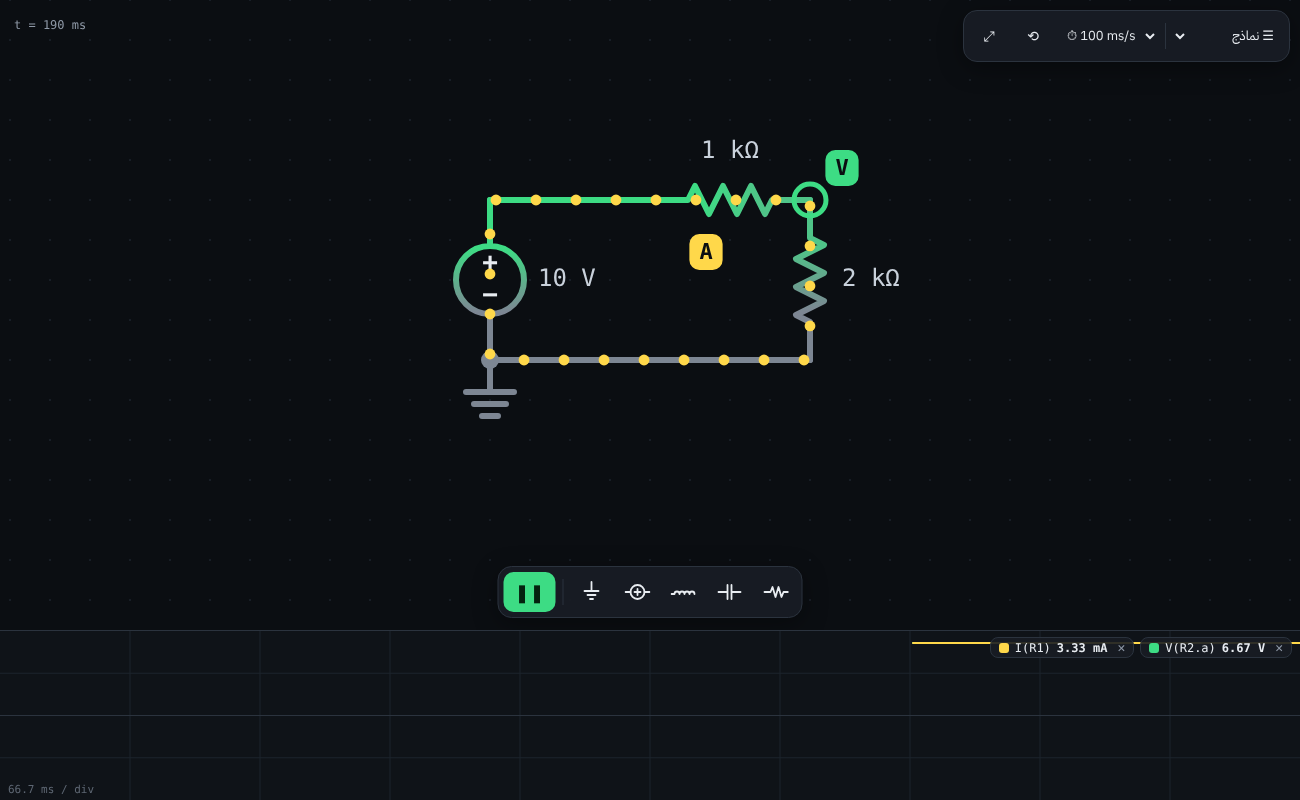 t = 190 ms
☰ نماذج
⏱ 100 ms/s
1 kΩ
V
A
10 V
2 kΩ
I(R1) 3.33 mA ×
V(R2.a) 6.67 V ×
66.7 ms / div